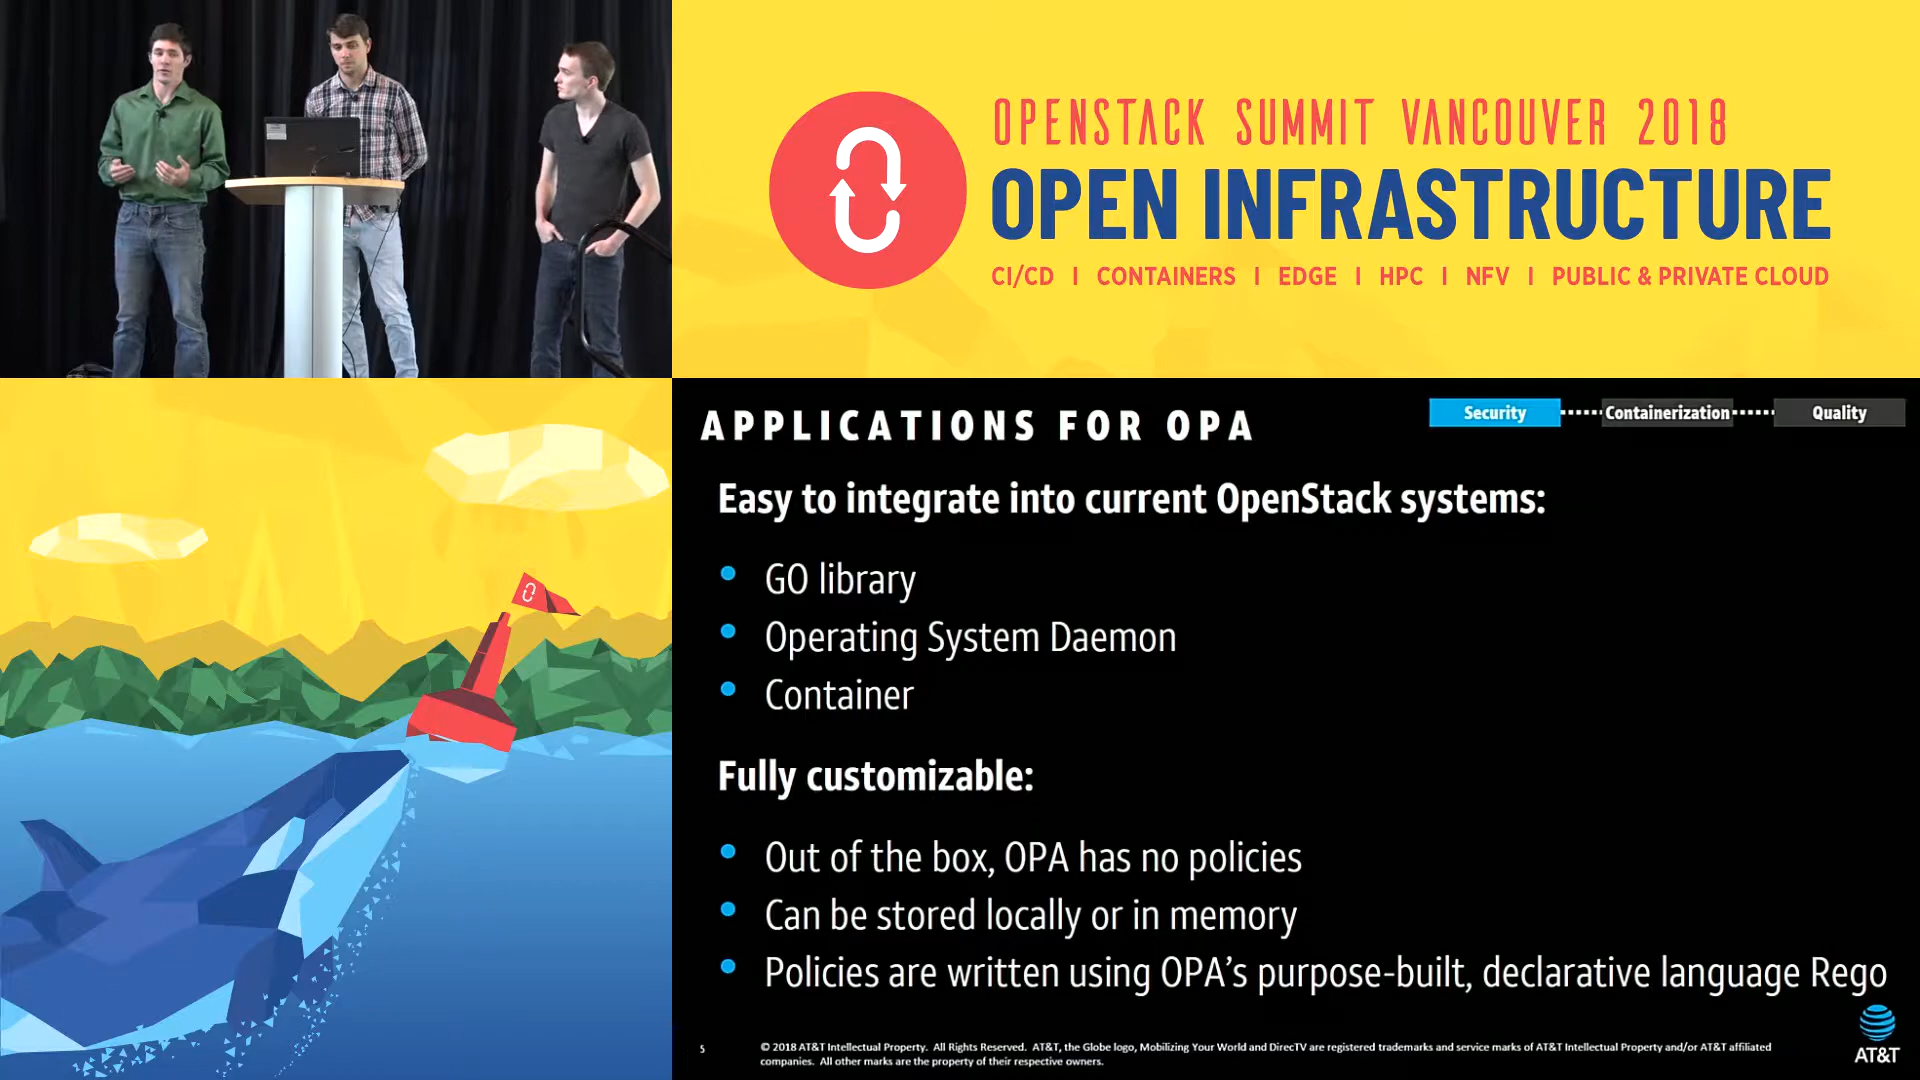 OPENSTACK SUMMIT VANCOUVER 2018
OPEN INFRASTRUCTURE
CI/CD | CONTAINERS | EDGE | HPC | NFV | PUBLIC & PRIVATE CLOUD
APPLICATIONS FOR OPA
Security
Containerization
Quality
Easy to integrate into current OpenStack systems:
GO library
Operating System Daemon
Container
Fully customizable:
Out of the box, OPA has no policies
Can be stored locally or in memory
Policies are written using OPA's purpose-built, declarative language Rego
5
© 2018 AT&T Intellectual Property. All Rights Reserved. AT&T, the Globe logo, Mobilizing Your World and DirecTV are registered trademarks and service marks of AT&T Intellectual Property and/or AT&T affiliated
companies. All other marks are the property of their respective owners.
AT&T